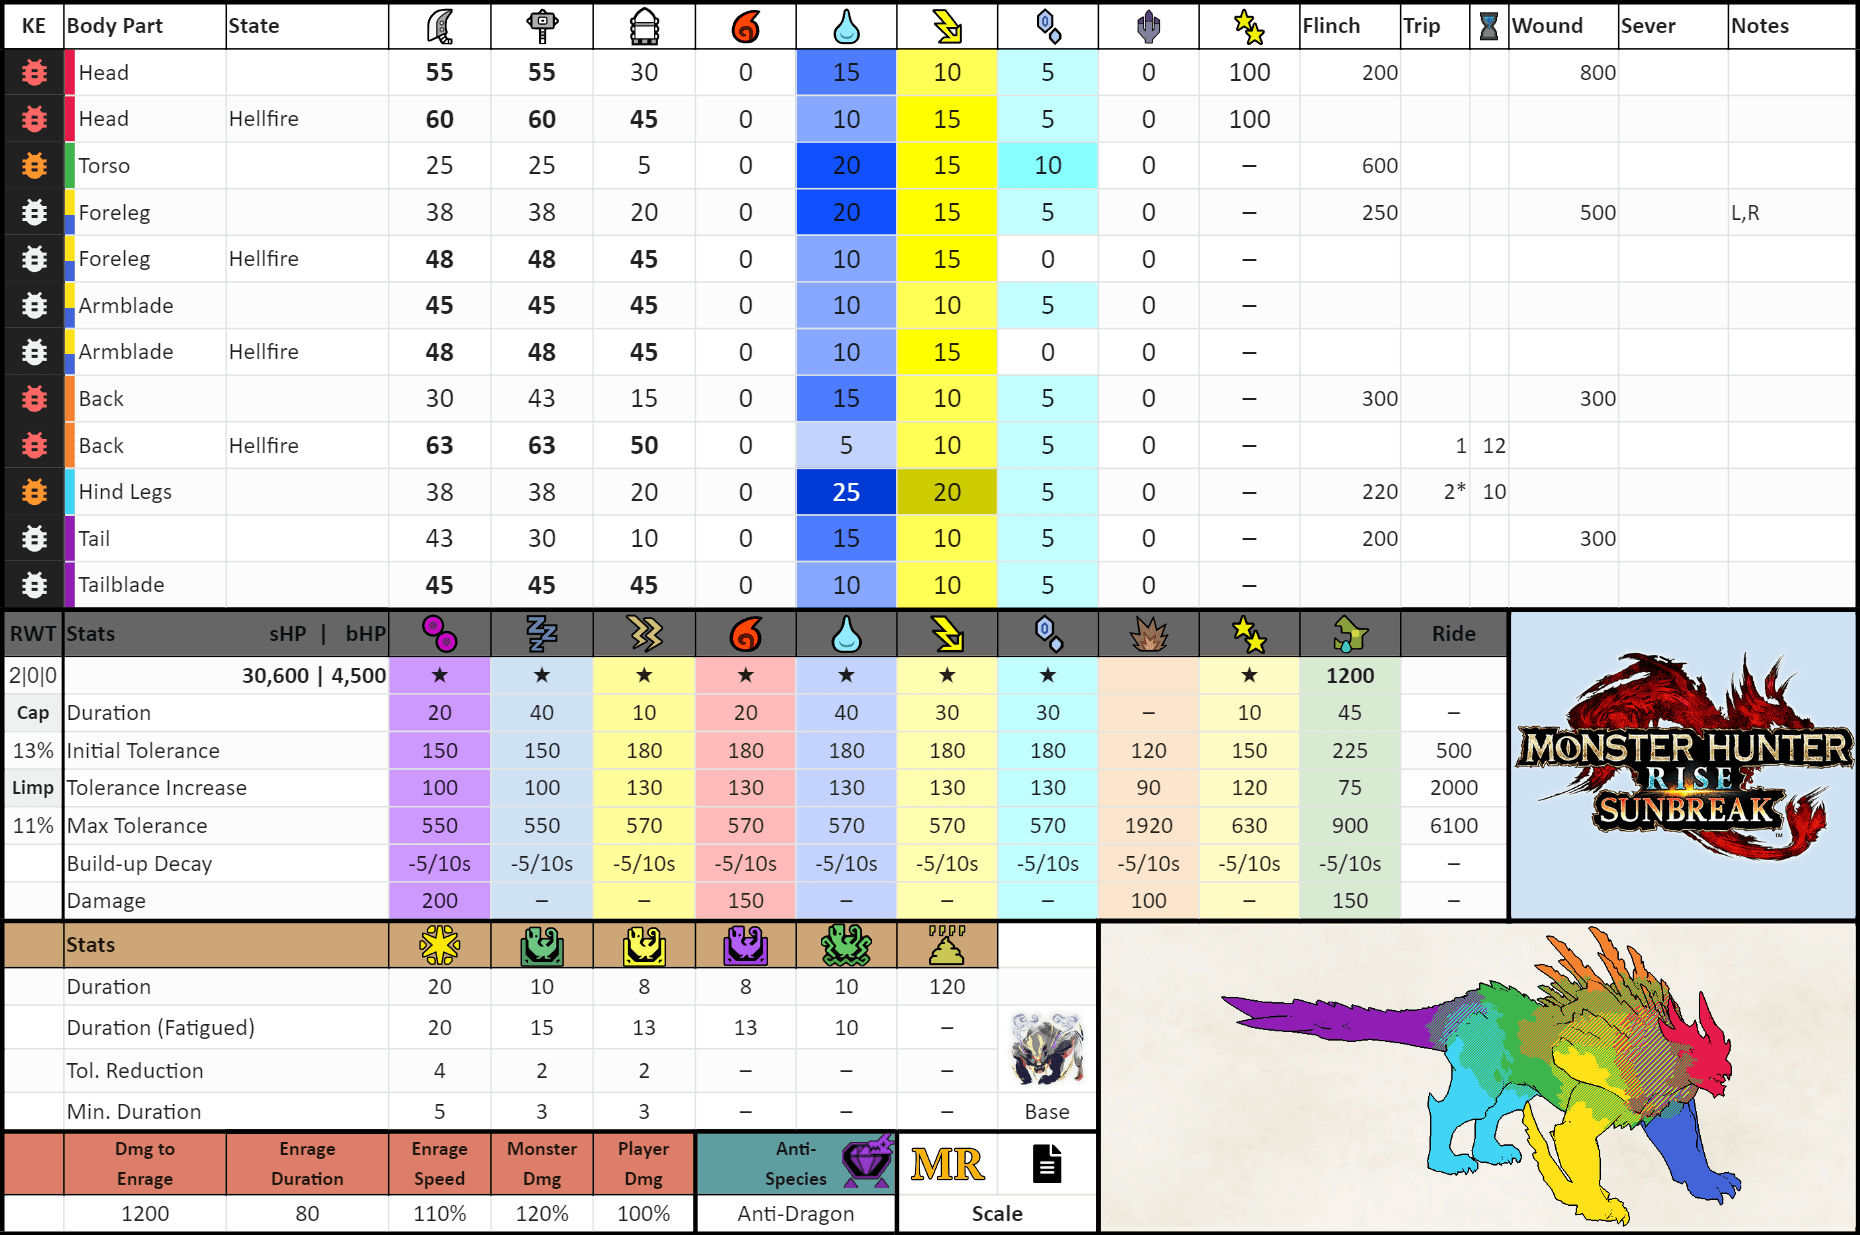 KE Body Part State Flinch Trip Wound Sever Notes
Head 55 55 30 0 15 10 5 0 100 200 800
Head Hellfire 60 60 45 0 10 15 5 0 100
Torso 25 25 5 0 20 15 10 0 – 600
Foreleg 38 38 20 0 20 15 5 0 – 250 500 L,R
Foreleg Hellfire 48 48 45 0 10 15 0 0 –
Armblade 45 45 45 0 10 10 5 0 –
Armblade Hellfire 48 48 45 0 10 15 0 0 –
Back 30 43 15 0 15 10 5 0 – 300 300
Back Hellfire 63 63 50 0 5 10 5 0 – 1 12
Hind Legs 38 38 20 0 25 20 5 0 – 220 2* 10
Tail 43 30 10 0 15 10 5 0 – 200 300
Tailblade 45 45 45 0 10 10 5 0 –
RWT Stats sHP | bHP Ride
2|0|0 30,600 | 4,500 ★ ★ ★ ★ ★ ★ ★ ★ 1200
Cap Duration 20 40 10 20 40 30 30 – 10 45 –
13% Initial Tolerance 150 150 180 180 180 180 180 120 150 225 500
Limp Tolerance Increase 100 100 130 130 130 130 130 90 120 75 2000
11% Max Tolerance 550 550 570 570 570 570 570 1920 630 900 6100
Build-up Decay -5/10s -5/10s -5/10s -5/10s -5/10s -5/10s -5/10s -5/10s -5/10s -5/10s –
Damage 200 – – 150 – – – 100 – 150 –
MONSTER HUNTER
RISE
SUNBREAK
TM
Stats
Duration 20 10 8 8 10 120
Duration (Fatigued) 20 15 13 13 10 –
Tol. Reduction 4 2 2 – – –
Min. Duration 5 3 3 – – – Base
Dmg to Enrage Enrage Monster Player Anti- MR
Enrage Duration Speed Dmg Dmg Species
1200 80 110% 120% 100% Anti-Dragon Scale